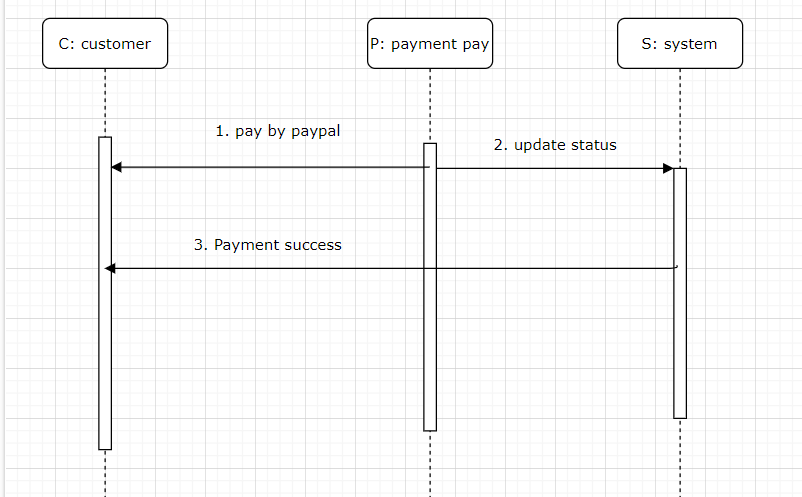 C: customer
P: payment pay
S: system
1. pay by paypal
2. update status
3. Payment success